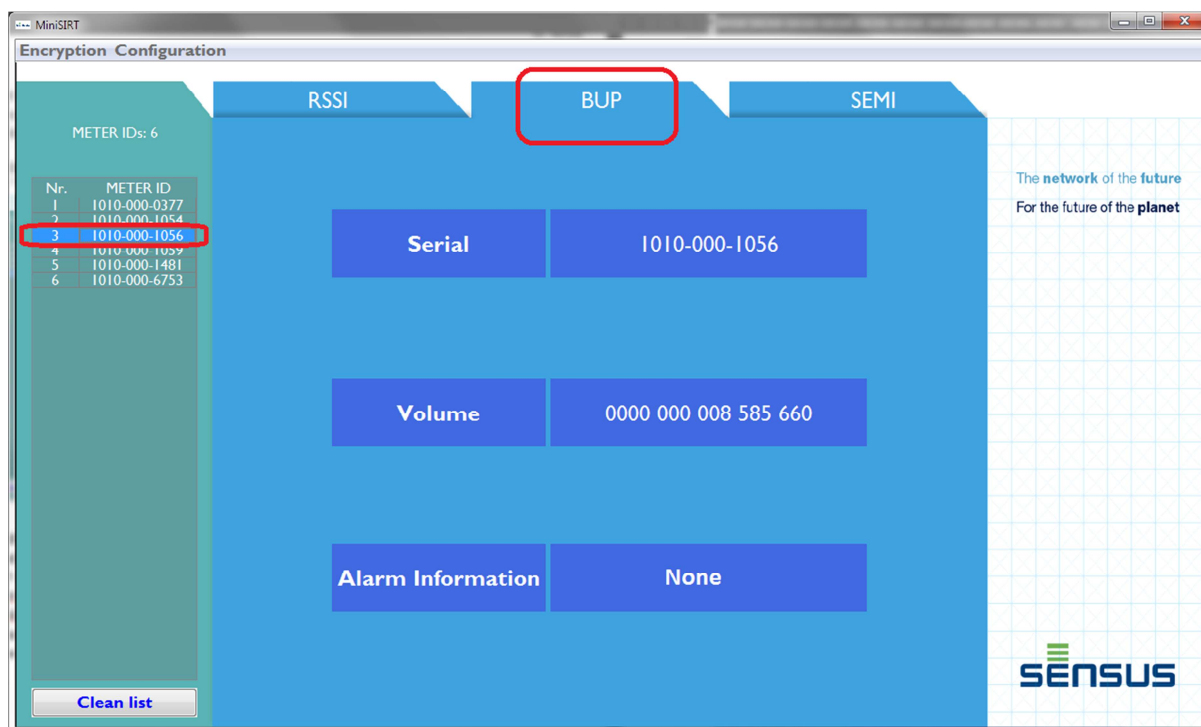 MiniSIRT
Encryption Configuration
RSSI
BUP
SEMI
METER IDs: 6
Nr. METER ID
1 1010-000-0377
2 1010-000-1054
3 1010-000-1056
4 1010-000-1059
5 1010-000-1481
6 1010-000-6753
Clean list
Serial 1010-000-1056
Volume 0000 000 008 585 660
Alarm Information None
The network of the future
For the future of the planet
SENSUS